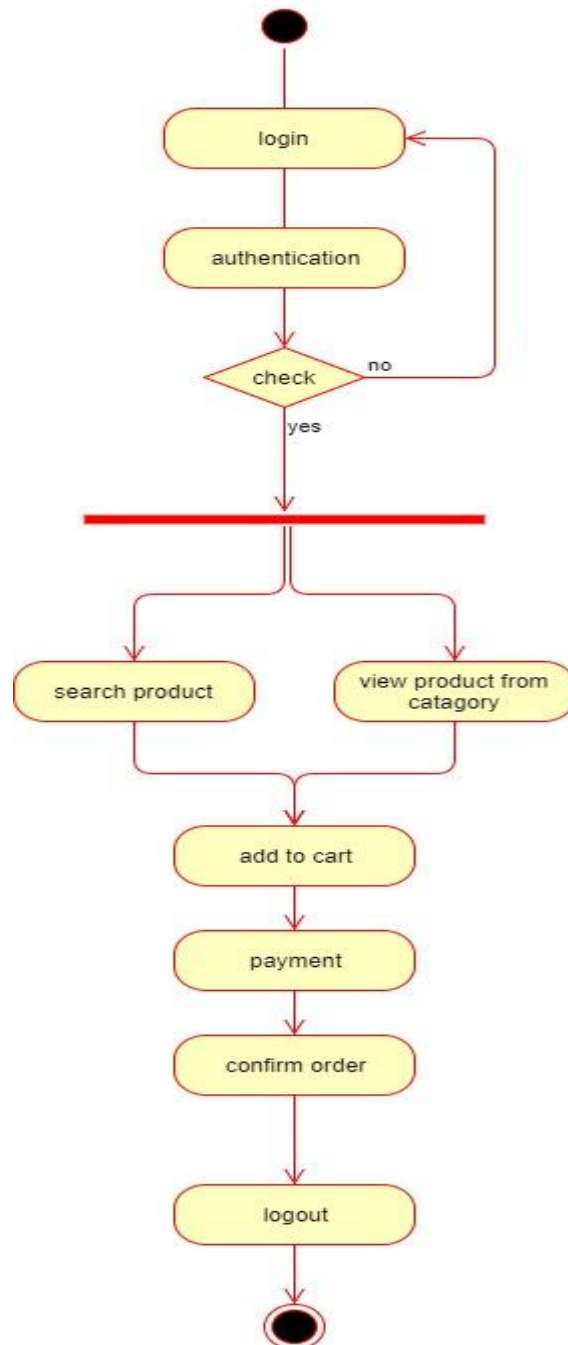 login
authentication
check
no
yes
search product
view product from
catagory
add to cart
payment
confirm order
logout